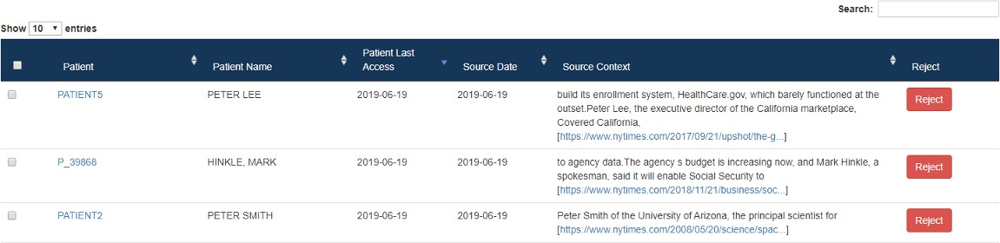 Search:
Show 10 entries
Patient Patient Name Patient Last Access Source Date Source Context Reject
PATIENT5 PETER LEE 2019-06-19 2019-06-19 build its enrollment system, HealthCare.gov, which barely functioned at the Reject
outset.Peter Lee, the executive director of the California marketplace,
Covered California,
[https://www.nytimes.com/2017/09/21/upshot/the-g...]
P_39868 HINKLE, MARK 2019-06-19 2019-06-19 to agency data.The agency s budget is increasing now, and Mark Hinkle, a Reject
spokesman, said it will enable Social Security to
[https://www.nytimes.com/2018/11/21/business/soc...]
PATIENT2 PETER SMITH 2019-06-19 2019-06-19 Peter Smith of the University of Arizona, the principal scientist for Reject
[https://www.nytimes.com/2008/05/20/science/spac...]